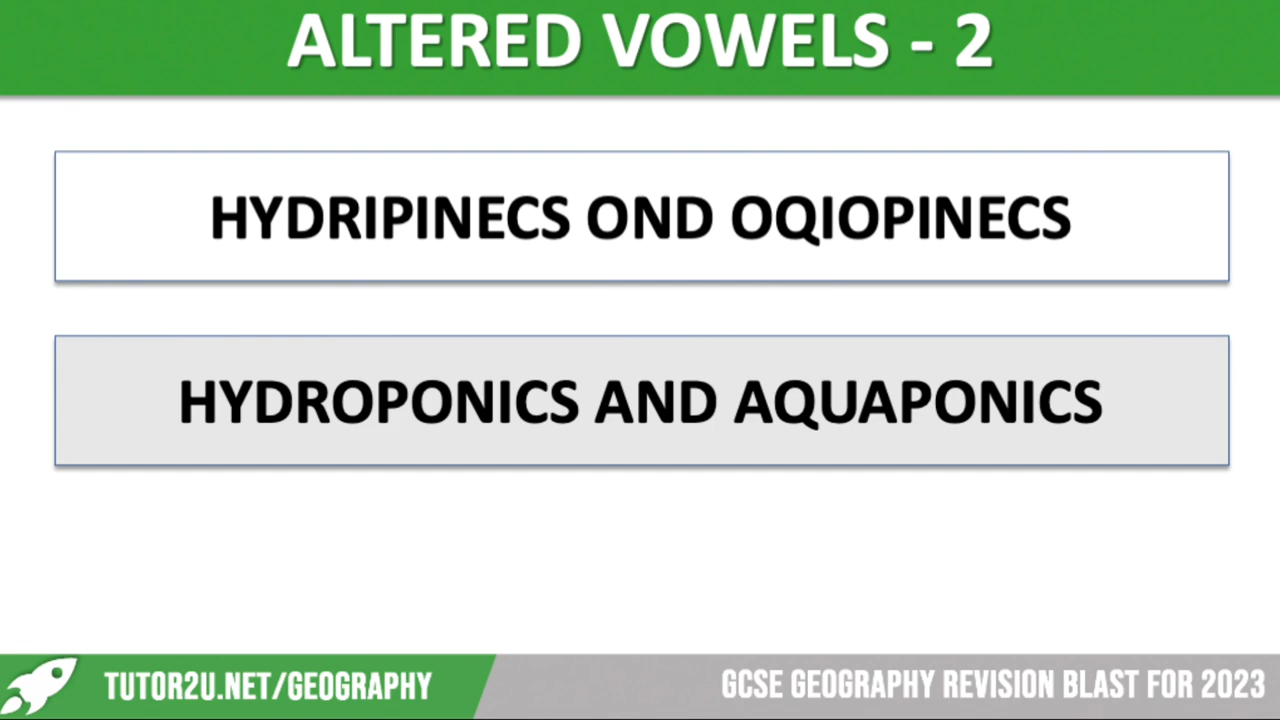 ALTERED VOWELS - 2
HYDRIPINECS OND OQIOPINECS
HYDROPONICS AND AQUAPONICS
TUTOR2U.NET/GEOGRAPHY
GCSE GEOGRAPHY REVISION BLAST FOR 2023